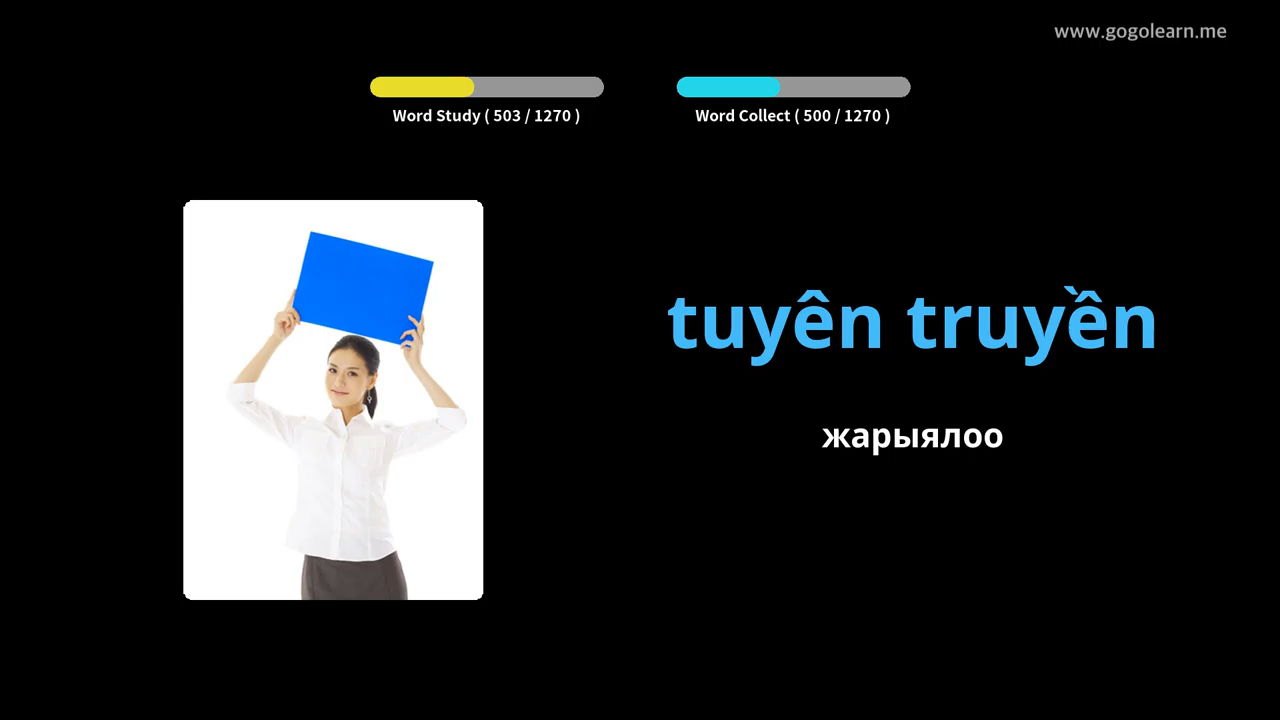 www.gogolearn.me
Word Study ( 503 / 1270 )
Word Collect ( 500 / 1270 )
tuyên truyền
жарыялоо